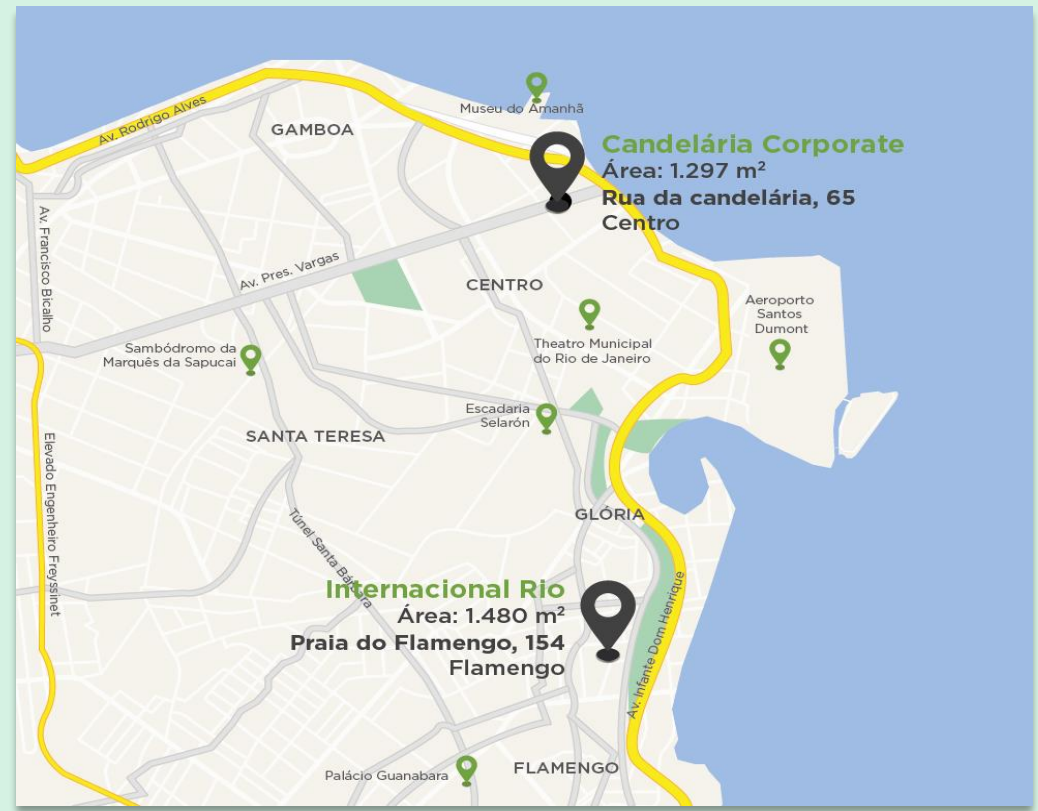 Museu do Amanhã
Av. Rodrigo Alves
GAMBOA
Candelária Corporate
Área: 1.297 m²
Rua da candelária, 65
Centro
Av. Francisco Bicalho
Av. Pres. Vargas
CENTRO
Aeroporto
Santos
Dumont
Theatro Municipal
do Rio de Janeiro
Sambódromo da
Marquês da Sapucai
Escadaria
Selarón
SANTA TERESA
Elevado Engenheiro Freyssinet
GLÓRIA
Túnel Santa Bárbara
Internacional Rio
Área: 1.480 m²
Praia do Flamengo, 154
Flamengo
Av. Infante Dom Henrique
Palácio Guanabara
FLAMENGO